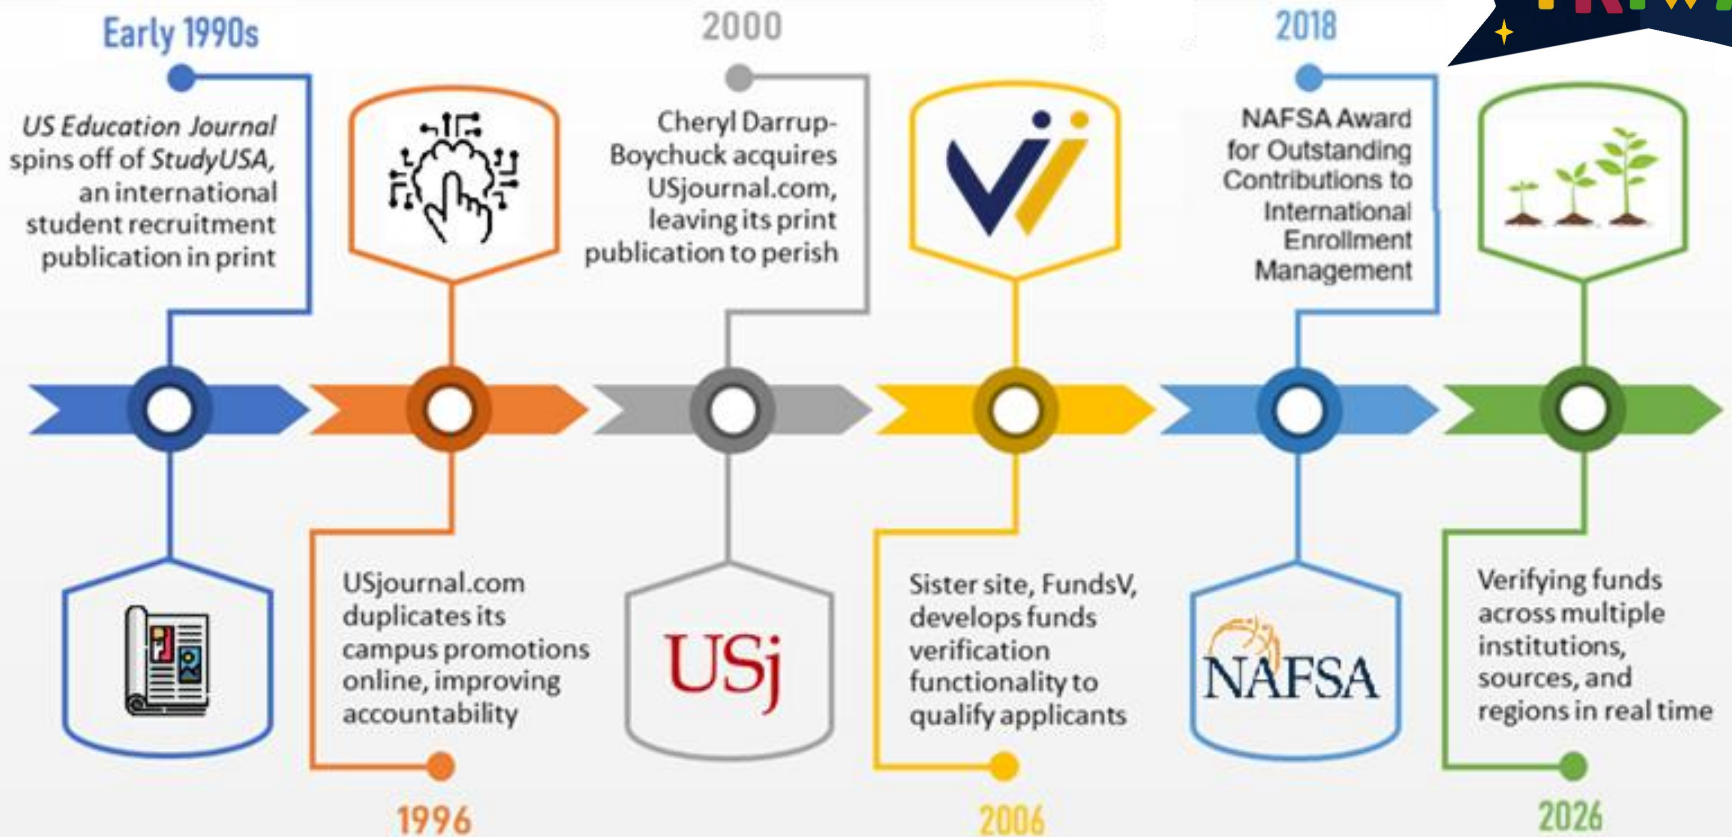 Early 1990s
US Education Journal
spins off of StudyUSA,
an international
student recruitment
publication in print
USjournal.com
duplicates its
campus promotions
online, improving
accountability
1996
2000
Cheryl Darrup-
Boychuck acquires
USjournal.com,
leaving its print
publication to perish
USj
Sister site, FundsV,
develops funds
verification
functionality to
qualify applicants
2006
2018
NAFSA Award
for Outstanding
Contributions to
International
Enrollment
Management
NAFSA
Verifying funds
across multiple
institutions,
sources, and
regions in real time
2026